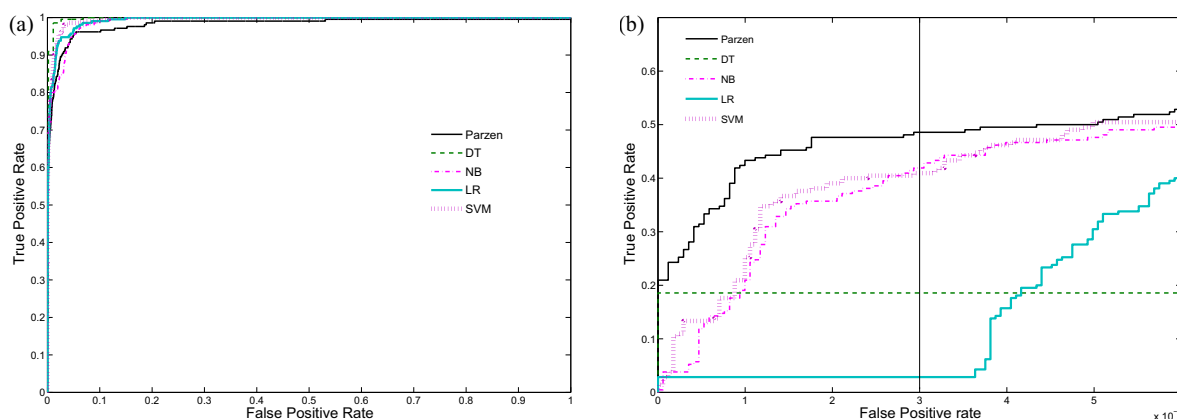 (a)
1
0.9
0.8
0.7
0.6
0.5
0.4
0.3
0.2
0.1
0
True Positive Rate
Parzen
DT
NB
LR
SVM
0 0.1 0.2 0.3 0.4 0.5 0.6 0.7 0.8 0.9 1
False Positive Rate
(b)
0.6
0.5
0.4
0.3
0.2
0.1
0
True Positive Rate
Parzen
DT
NB
LR
SVM
0 1 2 3 4 5
x 10
False Positive rate